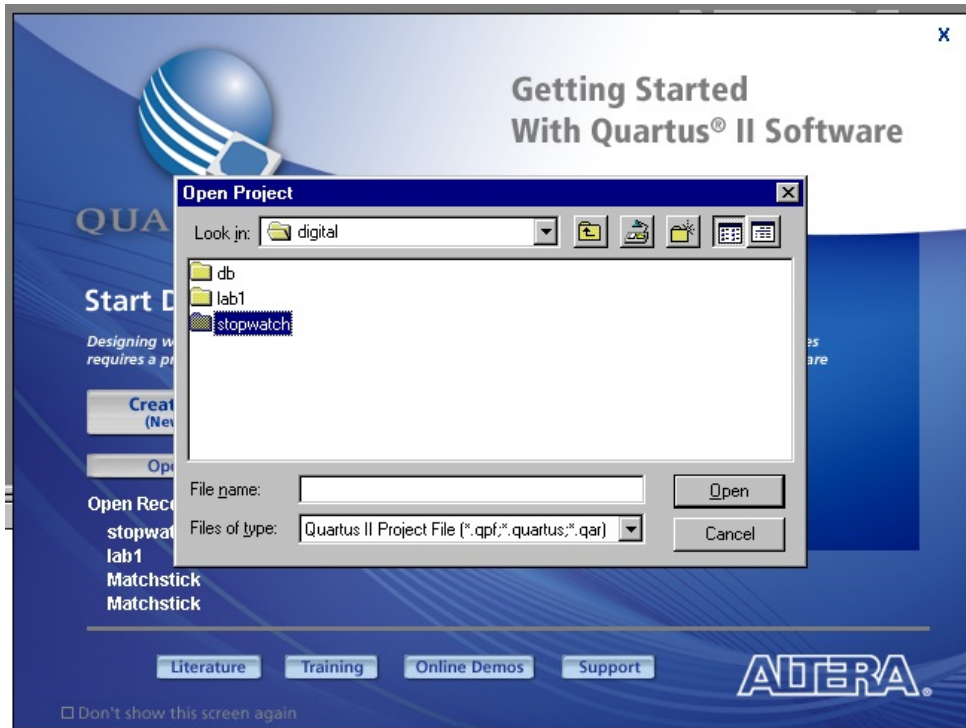 x
Getting Started
With Quartus® II Software
QUA
Open Project
Look in: digital
db
lab1
stopwatch
Start D
Designing w
es
requires a pr
are
Creat
(Nev
Ope
File name:
Open
Open Rece
Files of type: Quartus II Project File (*.qpf;*.quartus;*.qar)
Cancel
stopwat
lab1
Matchstick
Matchstick
Literature Training Online Demos Support
ALTERA®
Don't show this screen again